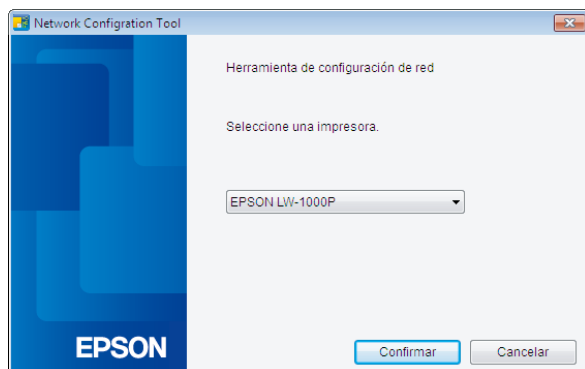 Network Configration Tool
Herramienta de configuración de red
Seleccione una impresora.
EPSON LW-1000P
EPSON
Confirmar
Cancelar